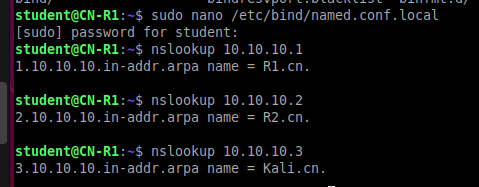 bind/ bindresvport.blacklist binfmt.d/
student@CN-R1:~$ sudo nano /etc/bind/named.conf.local
[sudo] password for student:
student@CN-R1:~$ nslookup 10.10.10.1
1.10.10.10.in-addr.arpa name = R1.cn.

student@CN-R1:~$ nslookup 10.10.10.2
2.10.10.10.in-addr.arpa name = R2.cn.

student@CN-R1:~$ nslookup 10.10.10.3
3.10.10.10.in-addr.arpa name = Kali.cn.